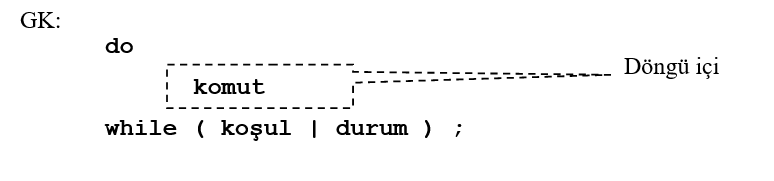 GK:
do
komut
Döngü içi
while ( koşul | durum ) ;